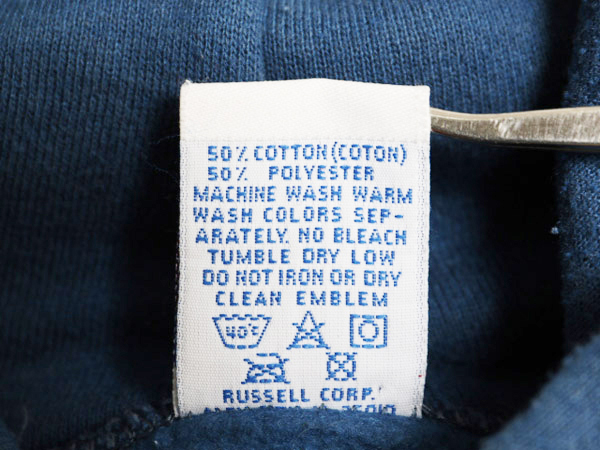 50% COTTON (COTON)
50% POLYESTER
MACHINE WASH WARM
WASH COLORS SEP-
ARATELY. NO BLEACH
TUMBLE DRY LOW
DO NOT IRON OR DRY
CLEAN EMBLEM
40°C
RUSSELL CORP.